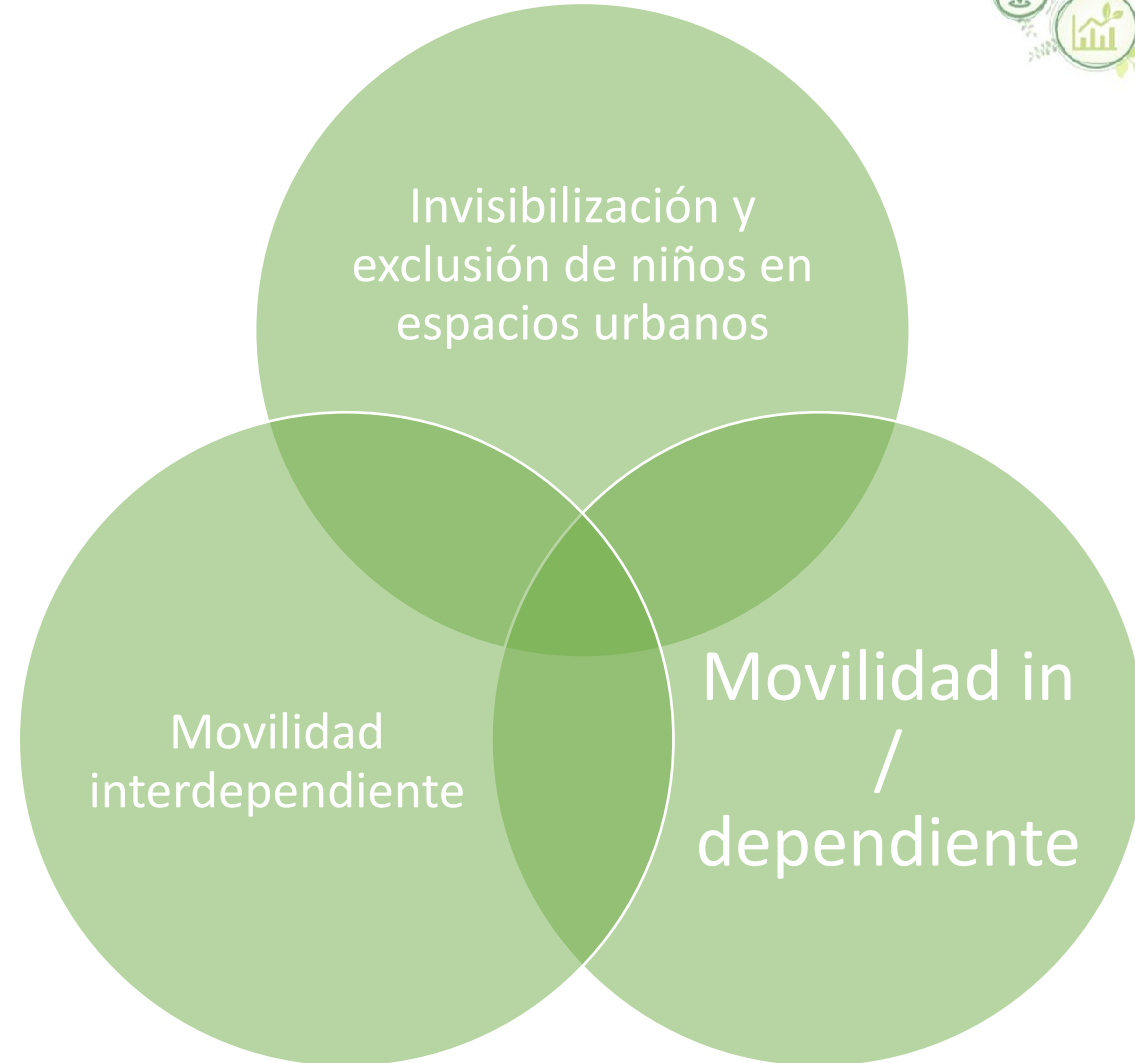 Invisibilización y
exclusión de niños en
espacios urbanos
Movilidad
interdependiente
Movilidad in
/
dependiente